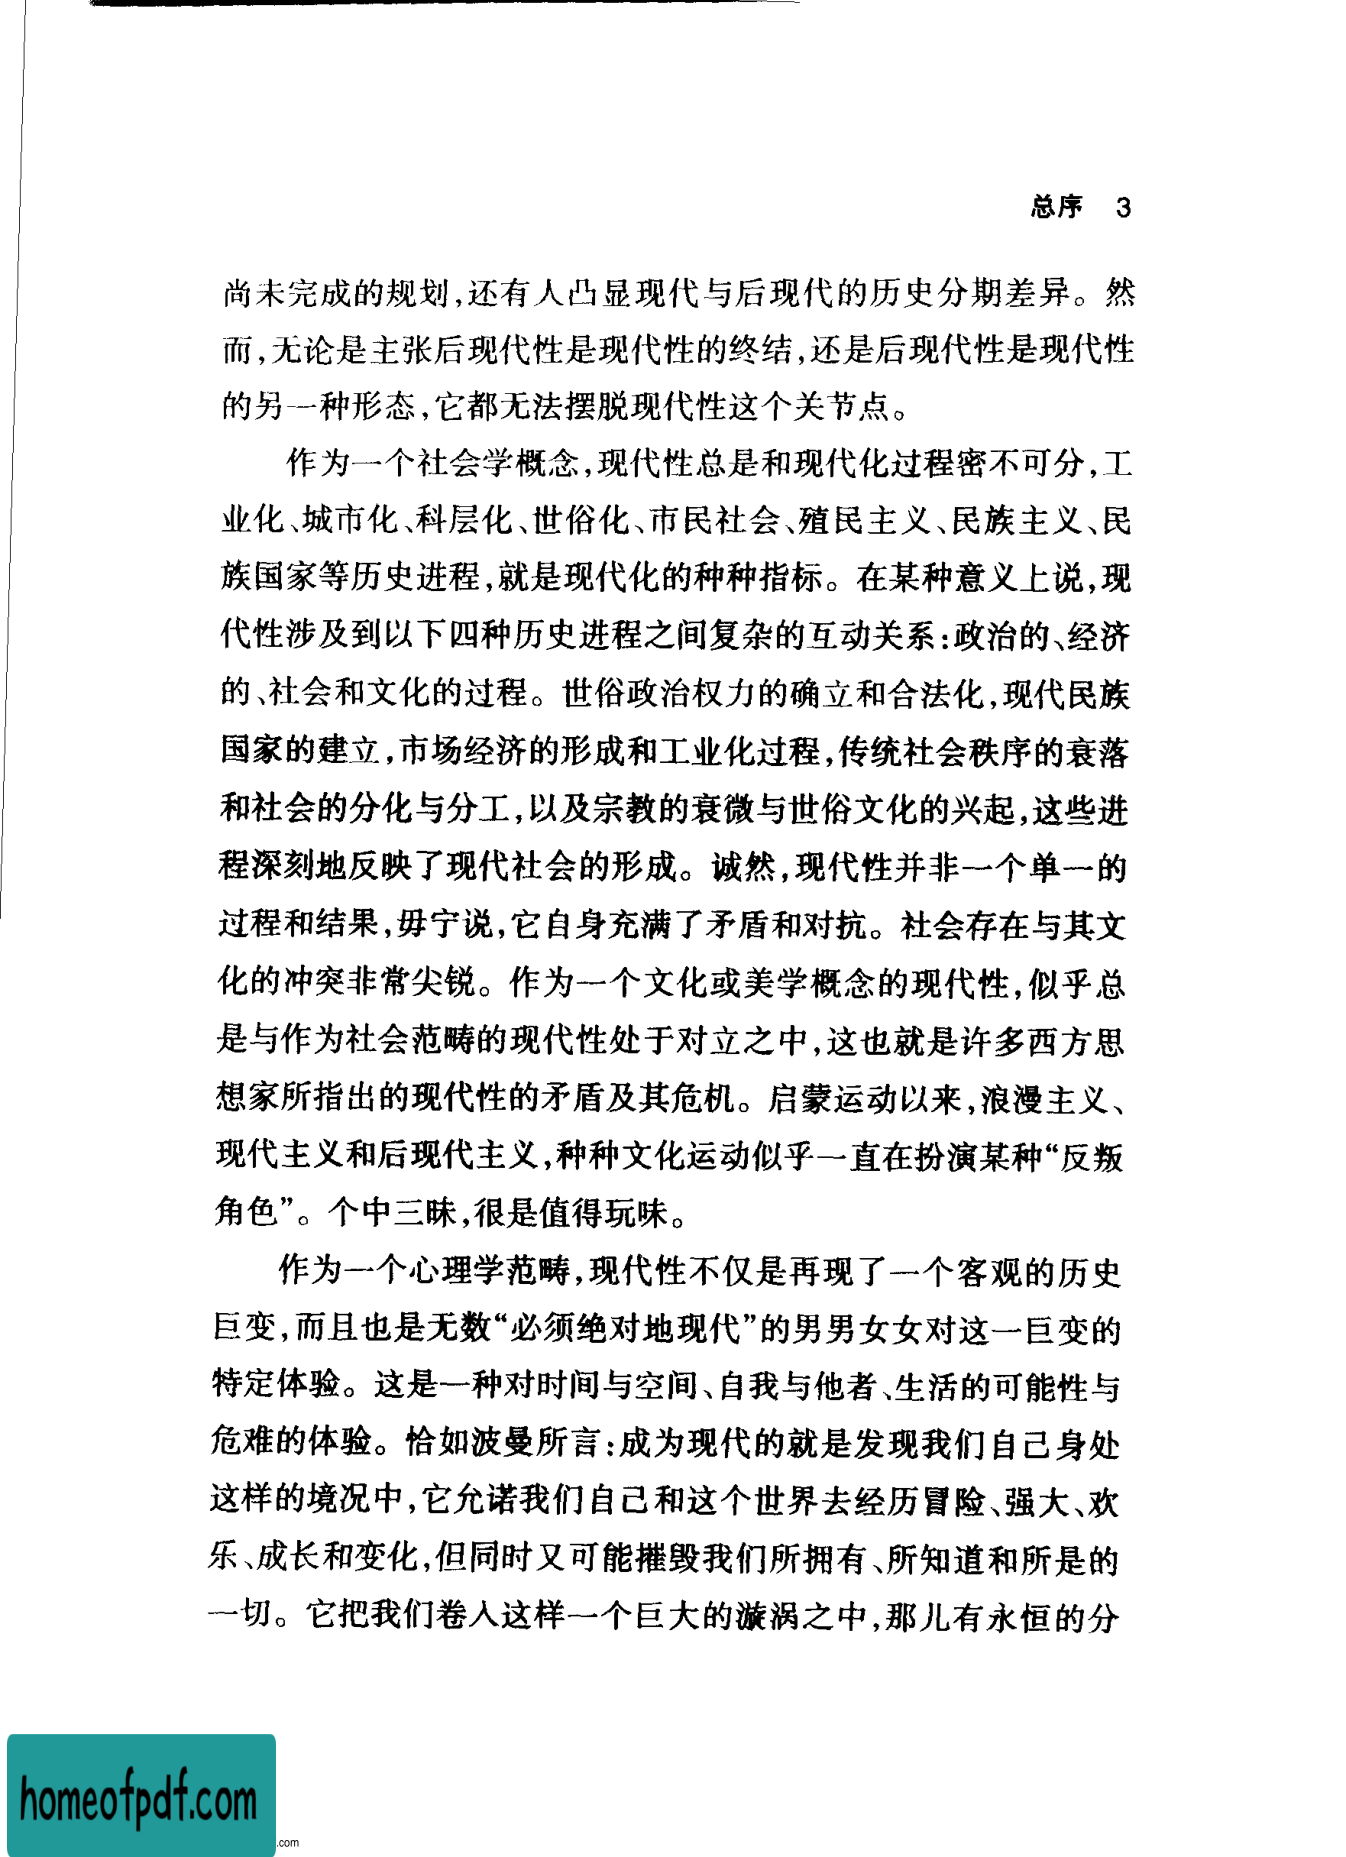 总序 3
尚未完成的规划,还有人凸显现代与后现代的历史分期差异。然
而,无论是主张后现代性是现代性的终结,还是后现代性是现代性
的另一种形态,它都无法摆脱现代性这个关节点。
作为一个社会学概念,现代性总是和现代化过程密不可分,工
业化、城市化、科层化、世俗化、市民社会、殖民主义、民族主义、民
族国家等历史进程,就是现代化的种种指标。在某种意义上说,现
代性涉及到以下四种历史进程之间复杂的互动关系:政治的、经济
的、社会和文化的过程。世俗政治权力的确立和合法化,现代民族
国家的建立,市场经济的形成和工业化过程,传统社会秩序的衰落
和社会的分化与分工,以及宗教的衰微与世俗文化的兴起,这些进
程深刻地反映了现代社会的形成。诚然,现代性并非一个单一的
过程和结果,毋宁说,它自身充满了矛盾和对抗。社会存在与其文
化的冲突非常尖锐。作为一个文化或美学概念的现代性,似乎总
是与作为社会范畴的现代性处于对立之中,这也就是许多西方思
想家所指出的现代性的矛盾及其危机。启蒙运动以来,浪漫主义、
现代主义和后现代主义,种种文化运动似乎一直在扮演某种“反叛
角色”。个中三昧,很是值得玩味。
作为一个心理学范畴,现代性不仅是再现了一个客观的历史
巨变,而且也是无数“必须绝对地现代”的男男女女对这一巨变的
特定体验。这是一种对时间与空间、自我与他者、生活的可能性与
危难的体验。恰如波曼所言:成为现代的就是发现我们自己身处
这样的境况中,它允诺我们自己和这个世界去经历冒险、强大、欢
乐、成长和变化,但同时又可能摧毁我们所拥有、所知道和所是的
一切。它把我们卷入这样一个巨大的漩涡之中,那儿有永恒的分
homeofpdf.com
.com